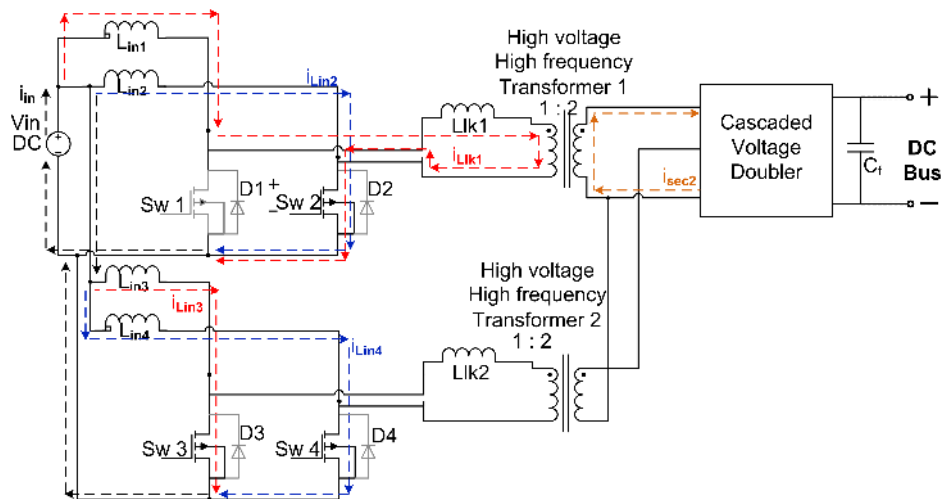 Lin1
Lin2
iLin2
iin
Vin
DC
High voltage
High frequency
Transformer 1
1 : 2
Llk1
iLlk1
isec2
Cascaded
Voltage
Doubler
Cf
+
DC
Bus
−
Sw 1
D1
+
−
Sw 2
D2
Lin3
iLin3
Lin4
iLin4
High voltage
High frequency
Transformer 2
1 : 2
Llk2
Sw 3
D3
Sw 4
D4